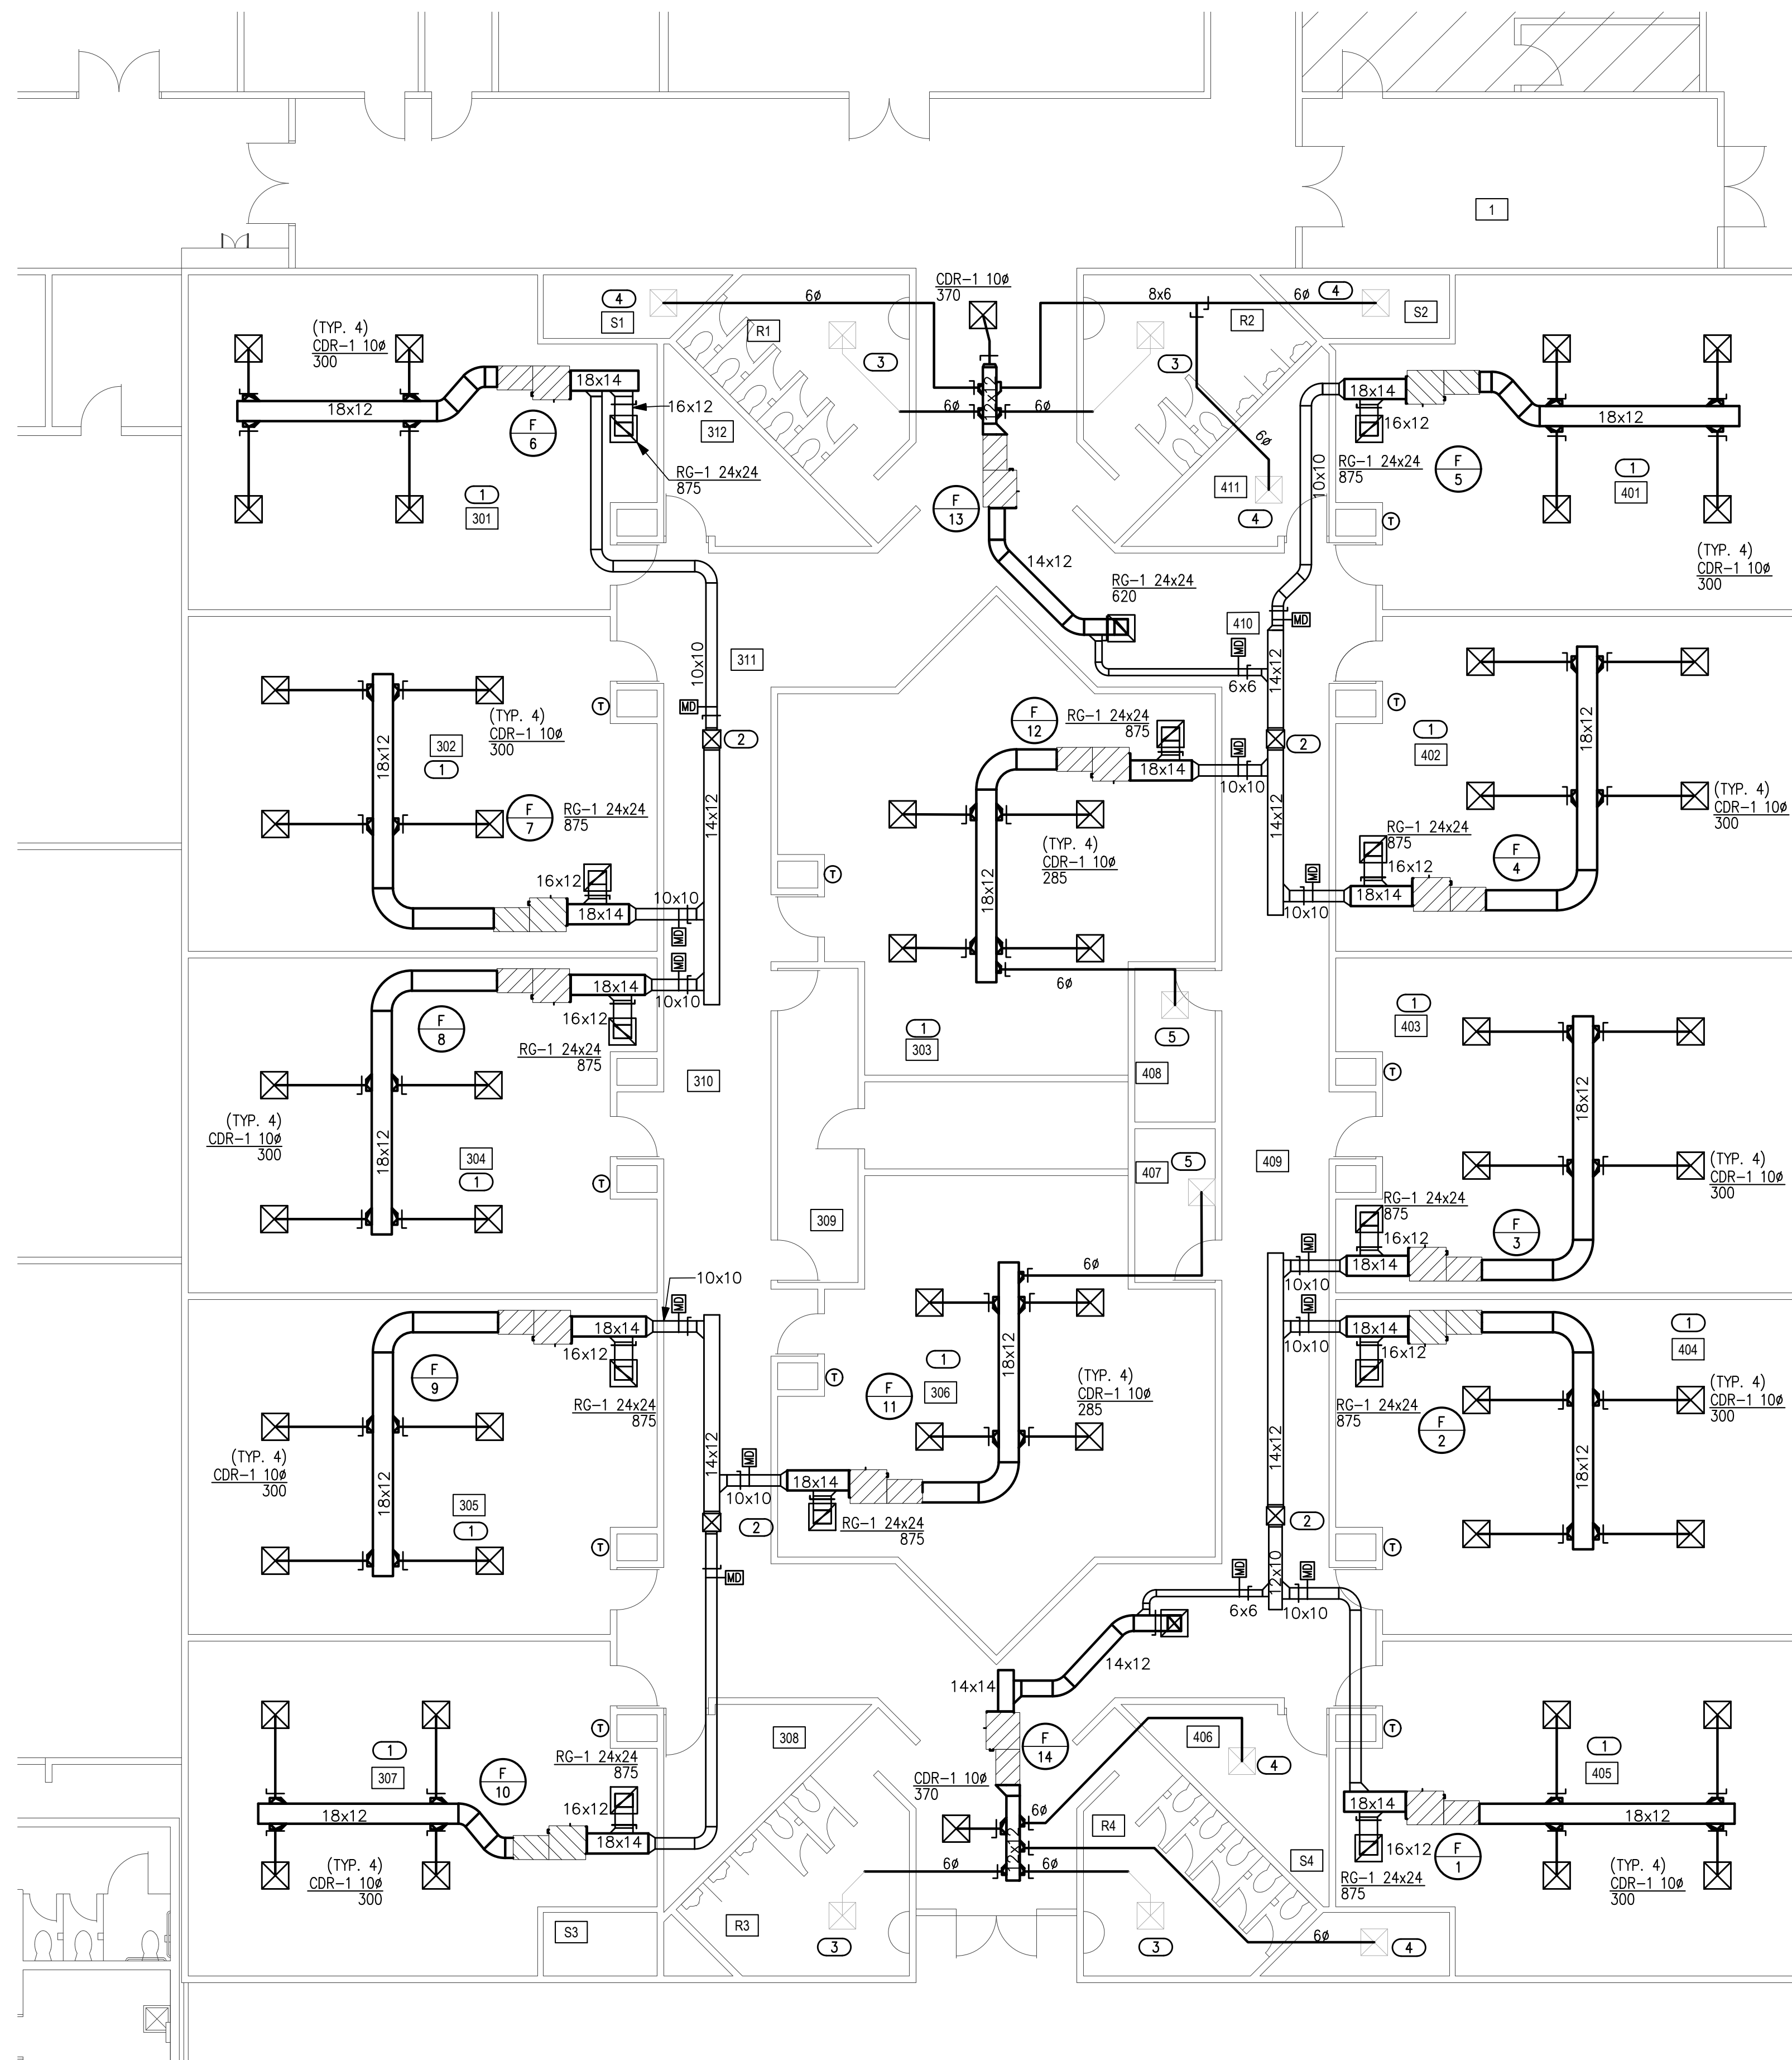 1
CDR-1 10ø
370
4
S1
6ø
R1
3
8x6
6ø
4
S2
R2
3
(TYP. 4)
CDR-1 10ø
300
18x12
18x14
16x12
F
6
RG-1 24x24
875
1
301
312
6ø
12x12
6ø
F
13
6ø
411
4
18x14
16x12
RG-1 24x24
875
F
5
18x12
1
401
10x10
T
(TYP. 4)
CDR-1 10ø
300
14x12
RG-1 24x24
620
410
MD
MD
6x6
14x12
10x10
311
MD
2
T
T
(TYP. 4)
CDR-1 10ø
300
302
1
18x12
F
7
RG-1 24x24
875
16x12
18x14
10x10
MD
14x12
F
12
RG-1 24x24
875
18x14
MD
10x10
2
14x12
18x12
(TYP. 4)
CDR-1 10ø
285
T
6ø
5
1
303
1
402
18x12
(TYP. 4)
CDR-1 10ø
300
RG-1 24x24
875
16x12
18x14
MD
10x10
F
4
MD
10x10
18x14
16x12
F
8
RG-1 24x24
875
18x12
(TYP. 4)
CDR-1 10ø
300
304
1
310
T
408
407
5
409
309
1
403
T
18x12
(TYP. 4)
CDR-1 10ø
300
RG-1 24x24
875
16x12
18x14
F
3
MD
10x10
MD
10x10
10x10
MD
18x14
16x12
F
9
RG-1 24x24
875
18x12
(TYP. 4)
CDR-1 10ø
300
305
1
T
14x12
MD
10x10
2
MD
6ø
18x12
1
306
F
11
(TYP. 4)
CDR-1 10ø
285
T
18x14
RG-1 24x24
875
18x14
16x12
RG-1 24x24
875
F
2
1
404
(TYP. 4)
CDR-1 10ø
300
18x12
14x12
2
12x10
MD
6x6
MD
10x10
14x12
14x14
F
14
T
RG-1 24x24
875
16x12
18x14
F
10
1
307
18x12
(TYP. 4)
CDR-1 10ø
300
308
CDR-1 10ø
370
6ø
12x12
6ø
6ø
406
4
R4
S4
T
18x14
16x12
RG-1 24x24
875
F
1
1
405
18x12
(TYP. 4)
CDR-1 10ø
300
S3
R3
3
3
6ø
4